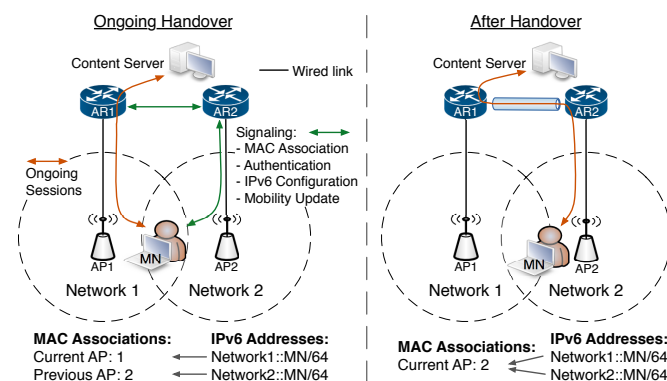 Ongoing Handover
Content Server
Wired link
AR1
AR2
Signaling:
- MAC Association
- Authentication
- IPv6 Configuration
- Mobility Update
Ongoing
Sessions
MN
AP1
AP2
Network 1
Network 2
MAC Associations:
Current AP: 1
Previous AP: 2
IPv6 Addresses:
Network1::MN/64
Network2::MN/64
After Handover
Content Server
AR1
AR2
MN
AP1
AP2
Network 1
Network 2
MAC Associations:
Current AP: 2
IPv6 Addresses:
Network1::MN/64
Network2::MN/64